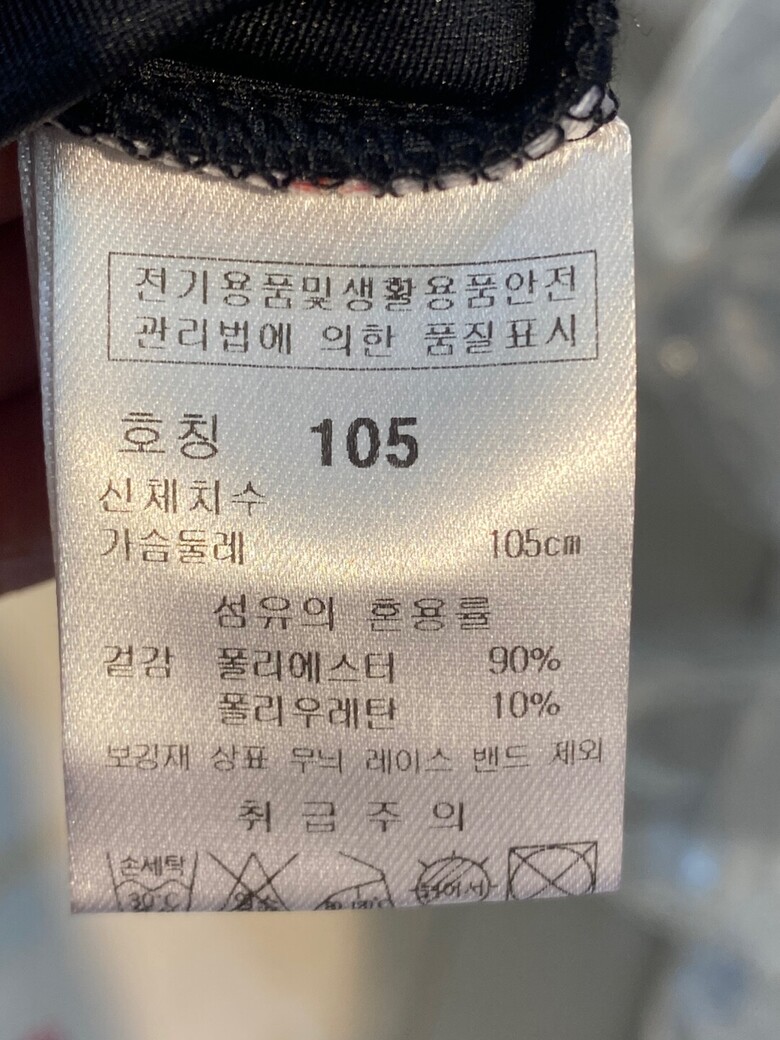 전기용품및생활용품안전
관리법에 의한 품질표시
호칭 105
신체치수
가슴둘레 105cm
섬유의 혼용률
겉감 폴리에스터 90%
폴리우레탄 10%
보강재 상표 무늬 레이스 밴드 제외
취급주의
손세탁
30°C